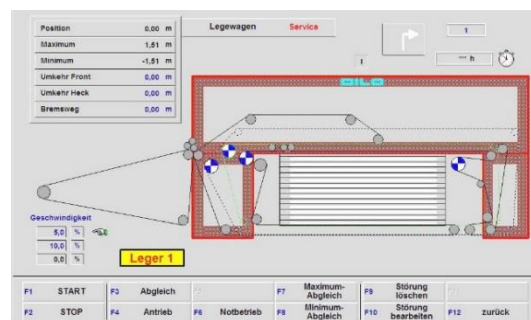 Position 0,00 m
Maximum 1,51 m
Minimum -1,51 m
Umkehr Front 0,00 m
Umkehr Heck 0,00 m
Bremsweg 0,00 m
Legewagen Service
1
1
--- h
DILO
Geschwindigkeit
5,0 %
10,0 %
0,0 %
Leger 1
F1 START F3 Abgleich F5 F7 Maximum-Abgleich F9 Störung löschen F11
F2 STOP F4 Antrieb F6 Notbetrieb F8 Minimum-Abgleich F10 Störung bearbeiten F12 zurück